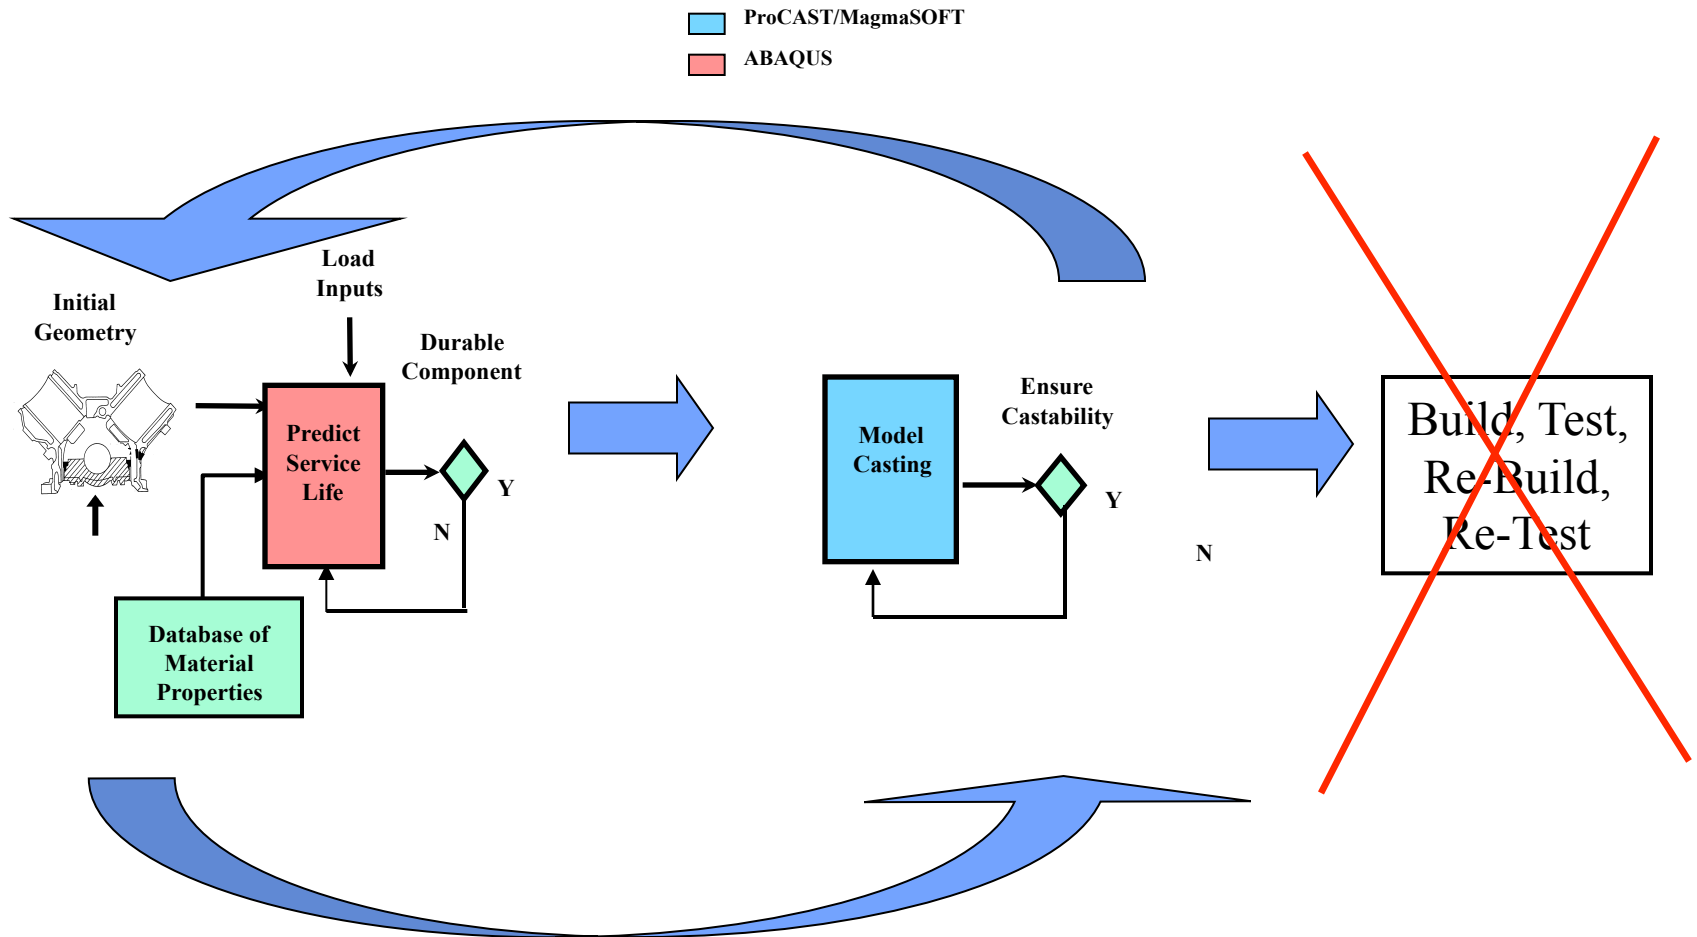 ProCAST/MagmaSOFT
ABAQUS
Load
Inputs
Initial
Geometry
Durable
Component
Predict
Service
Life
Y
N
Database of
Material
Properties
Model
Casting
Ensure
Castability
Y
N
Build, Test,
Re-Build,
Re-Test